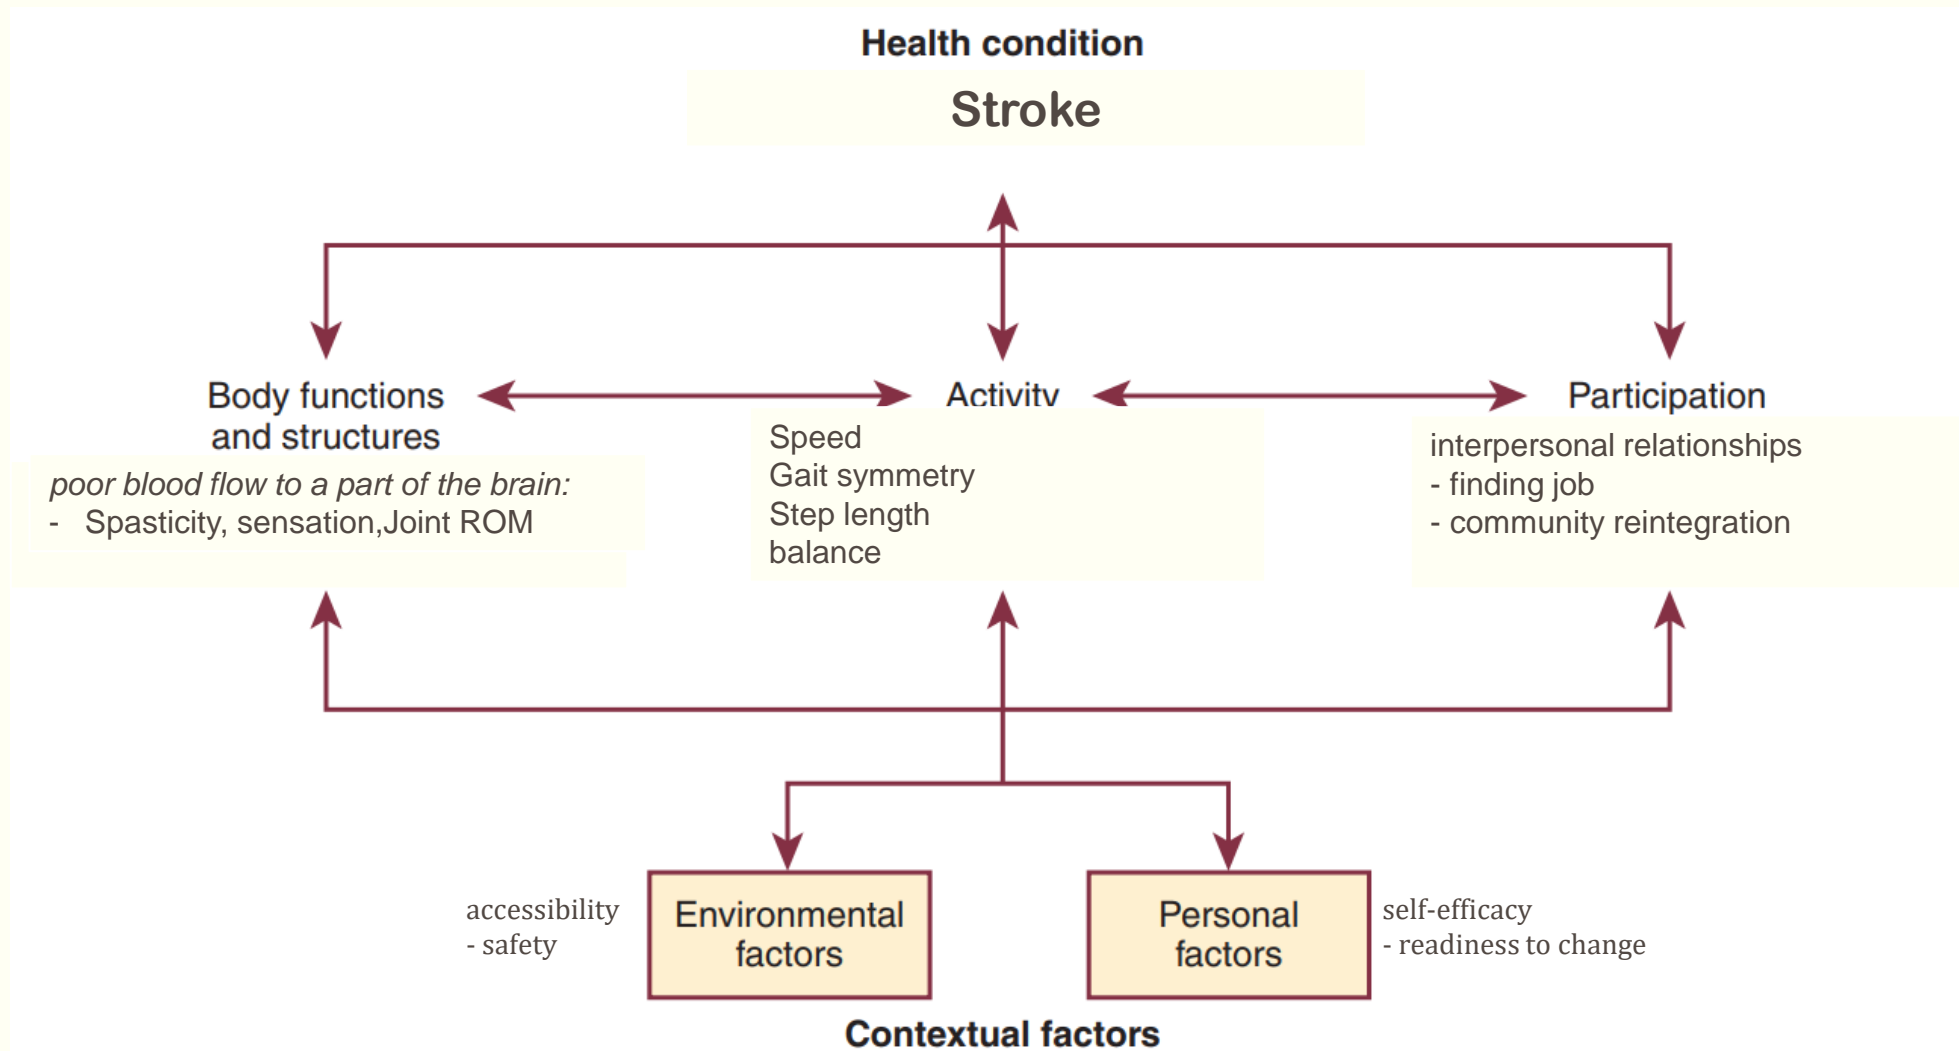 Health condition
Stroke
Body functions
and structures
poor blood flow to a part of the brain:
- Spasticity, sensation,Joint ROM
Activity
Speed
Gait symmetry
Step length
balance
Participation
interpersonal relationships
- finding job
- community reintegration
accessibility
- safety
Environmental
factors
Personal
factors
self-efficacy
- readiness to change
Contextual factors